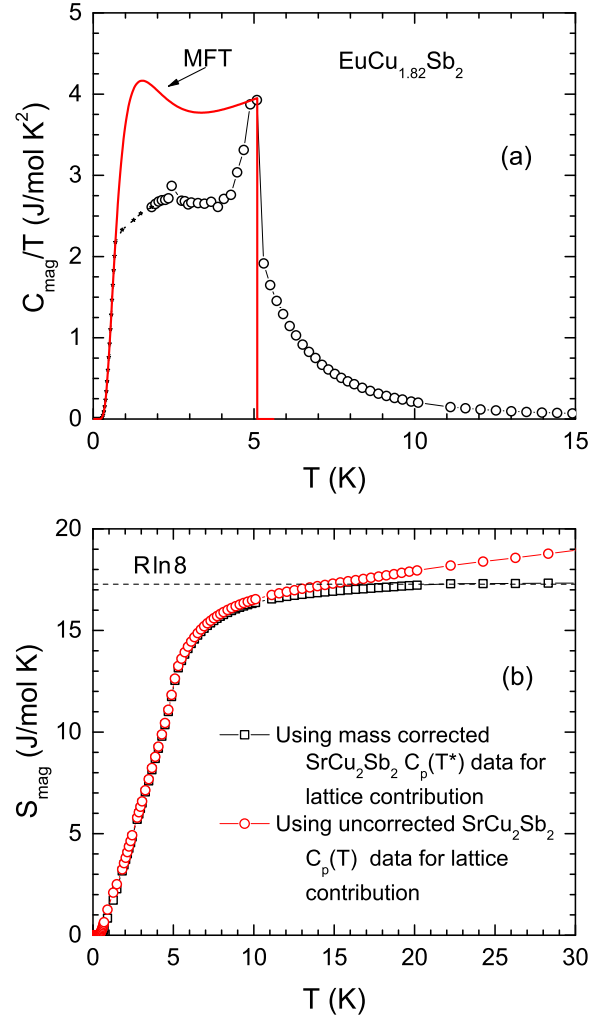 MFT
EuCu1.82Sb2
(a)
Cmag/T (J/mol K2)
5
4
3
2
1
0
0 5 10 15
T (K)
20
15
10
5
0
Rln8
(b)
Smag (J/mol K)
Using mass corrected
SrCu2Sb2 Cp(T*) data for
lattice contribution
Using uncorrected SrCu2Sb2
Cp(T) data for lattice
contribution
0 5 10 15 20 25 30
T (K)